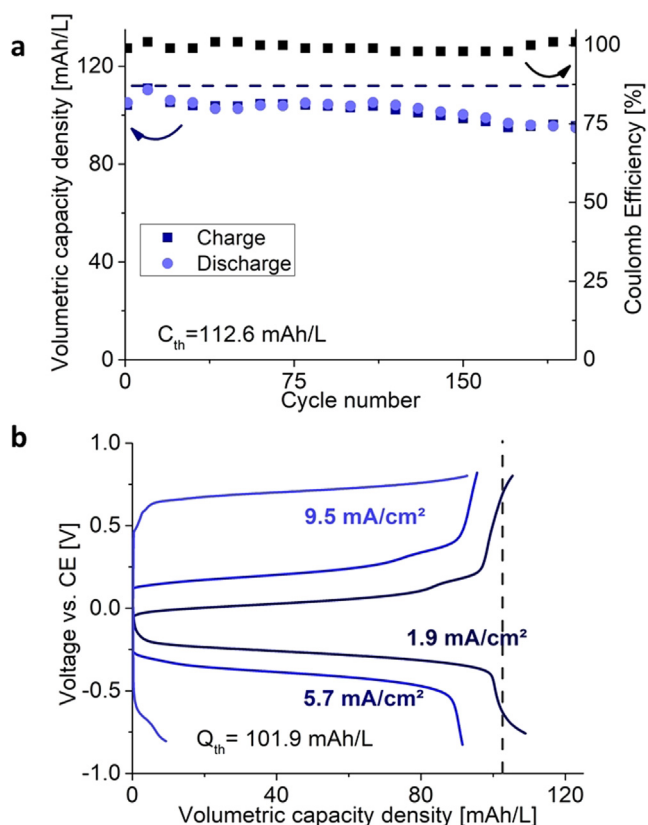 a
Volumetric capacity density [mAh/L]
130
100
70
40
0
100
75
50
25
0
Coulomb Efficiency [%]
Charge
Discharge
C_th=112.6 mAh/L
0
75
150
Cycle number
b
Voltage vs. CE [V]
1.0
0.5
0.0
-0.5
-1.0
9.5 mA/cm²
1.9 mA/cm²
5.7 mA/cm²
Q_th= 101.9 mAh/L
0
40
80
120
Volumetric capacity density [mAh/L]